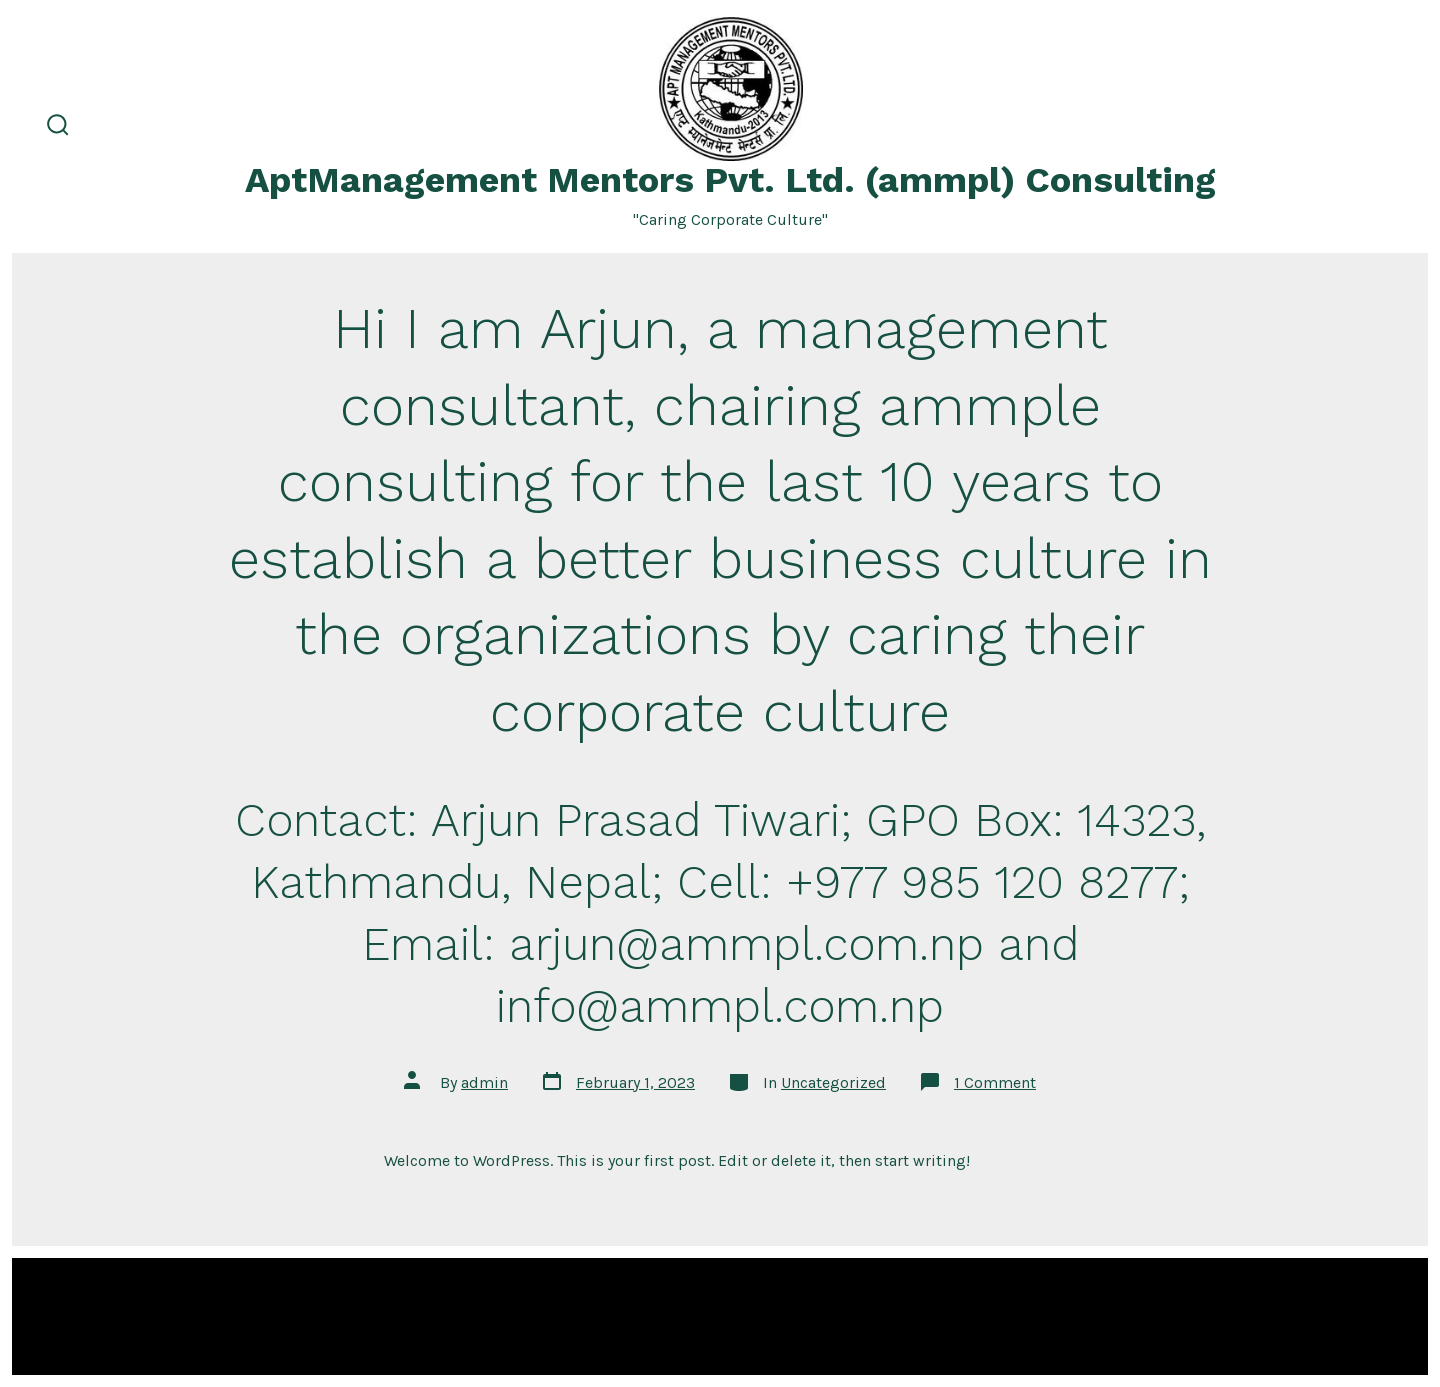 APT MANAGEMENT MENTORS PVT. LTD.
Kathmandu-2013
एप्ट म्यानेजमेन्ट मेन्टर्स प्रा. लि.
AptManagement Mentors Pvt. Ltd. (ammpl) Consulting
"Caring Corporate Culture"
Hi I am Arjun, a management
consultant, chairing ammple
consulting for the last 10 years to
establish a better business culture in
the organizations by caring their
corporate culture
Contact: Arjun Prasad Tiwari; GPO Box: 14323,
Kathmandu, Nepal; Cell: +977 985 120 8277;
Email: arjun@ammpl.com.np and
info@ammpl.com.np
By admin February 1, 2023 In Uncategorized 1 Comment
Welcome to WordPress. This is your first post. Edit or delete it, then start writing!